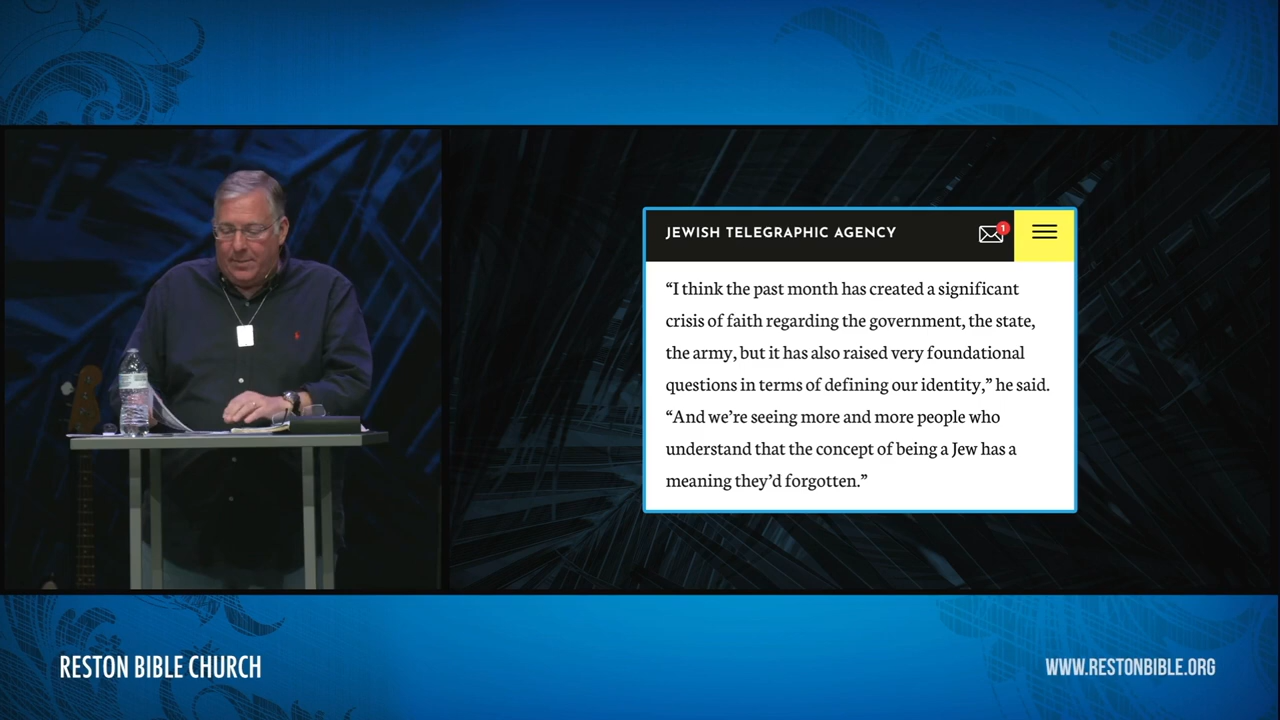 JEWISH TELEGRAPHIC AGENCY
1
“I think the past month has created a significant
crisis of faith regarding the government, the state,
the army, but it has also raised very foundational
questions in terms of defining our identity,” he said.
“And we’re seeing more and more people who
understand that the concept of being a Jew has a
meaning they’d forgotten.”
RESTON BIBLE CHURCH
WWW.RESTONBIBLE.ORG